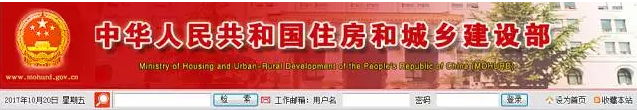 中华人民共和国住房和城乡建设部
Ministry of Housing and Urban-Rural Development of the People's Republic of China (MOHURD)
www.mohurd.gov.cn
2017年10月20日 星期五 检 索 工作邮箱：用户名 密码 登录 设为首页 收藏本站